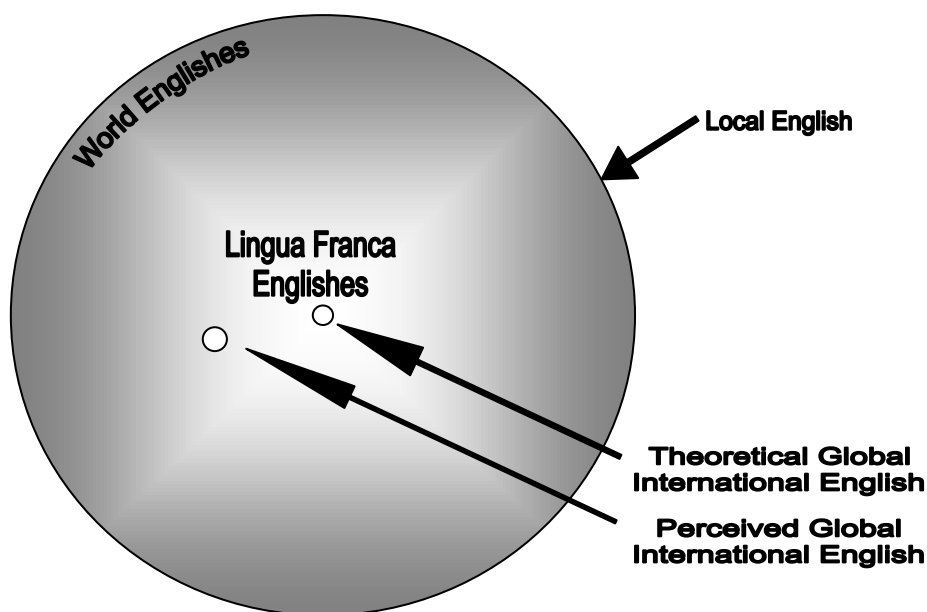 World Englishes
Local English
Lingua Franca
Englishes
Theoretical Global
International English
Perceived Global
International English